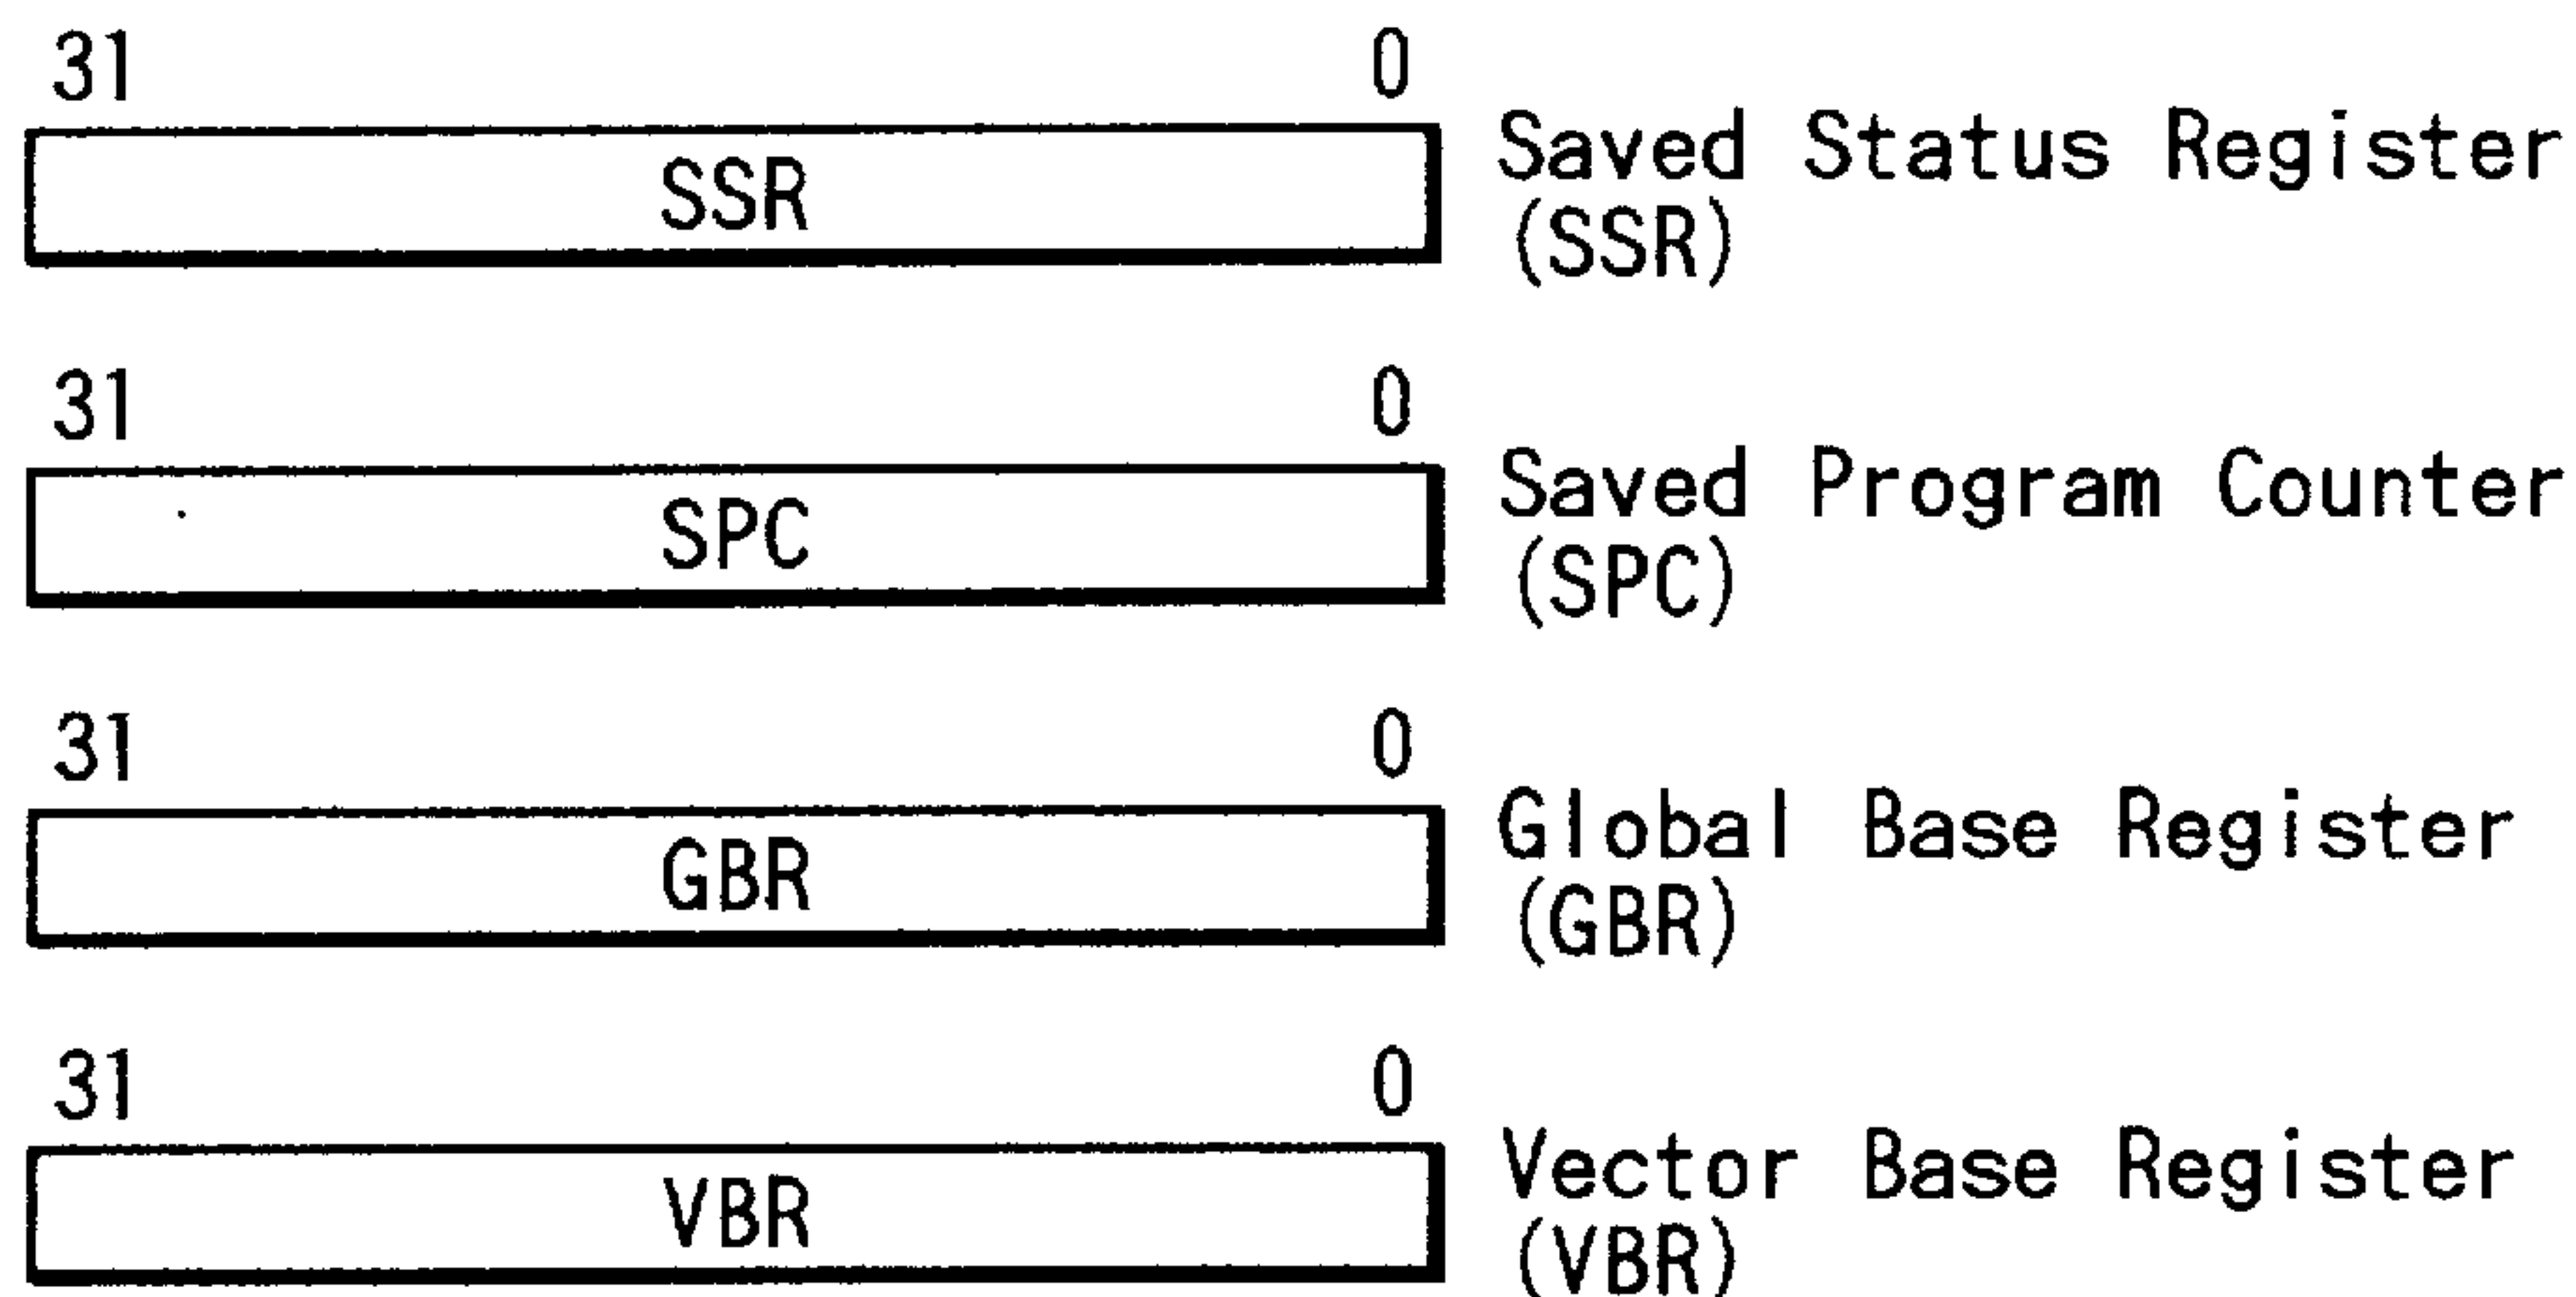 31 0
SSR
Saved Status Register
(SSR)
31 0
SPC
Saved Program Counter
(SPC)
31 0
GBR
Global Base Register
(GBR)
31 0
VBR
Vector Base Register
(VBR)